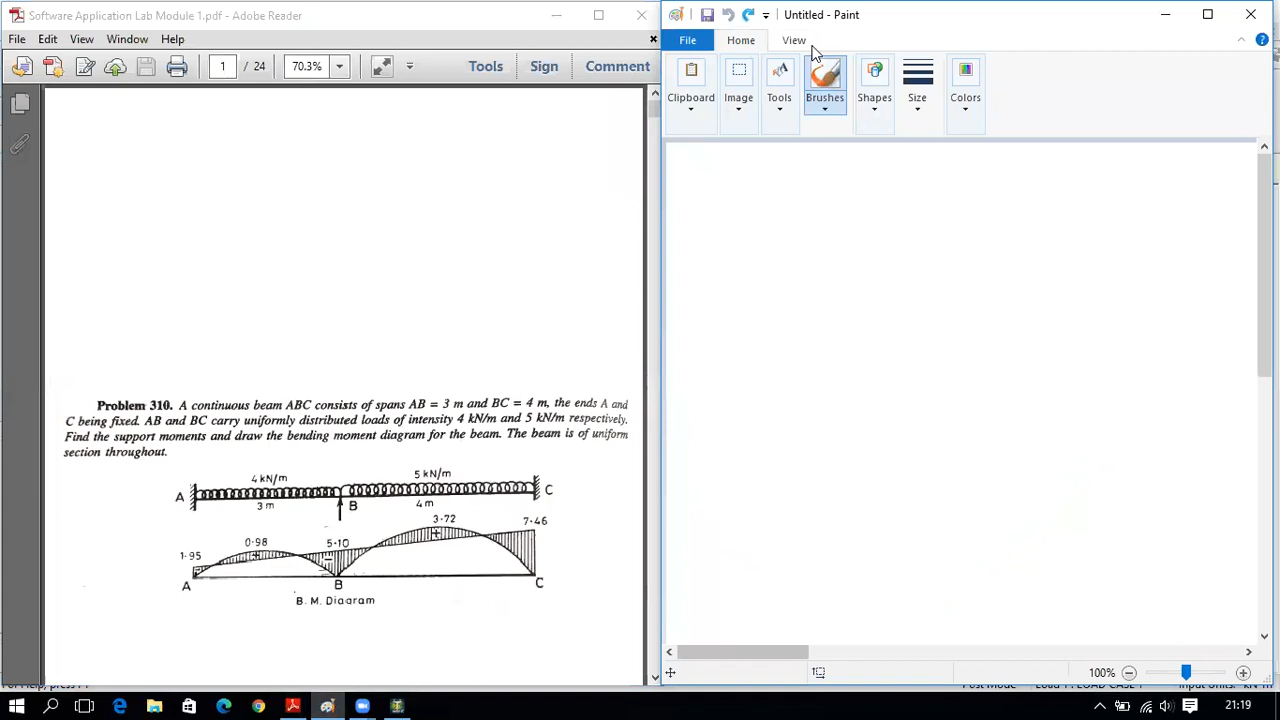 Software Application Lab Module 1.pdf - Adobe Reader
File Edit View Window Help
1 / 24 70.3% Tools Sign Comment
Problem 310. A continuous beam ABC consists of spans AB = 3 m and BC = 4 m, the ends A and
C being fixed. AB and BC carry uniformly distributed loads of intensity 4 kN/m and 5 kN/m respectively.
Find the support moments and draw the bending moment diagram for the beam. The beam is of uniform
section throughout.
4 kN/m 5 kN/m
A C
3 m B 4 m
1·95 0·98 5·10 3·72 7·46
A B C
B. M. Diagram
Untitled - Paint
File Home View
Clipboard Image Tools Brushes Shapes Size Colors
100%
21:19